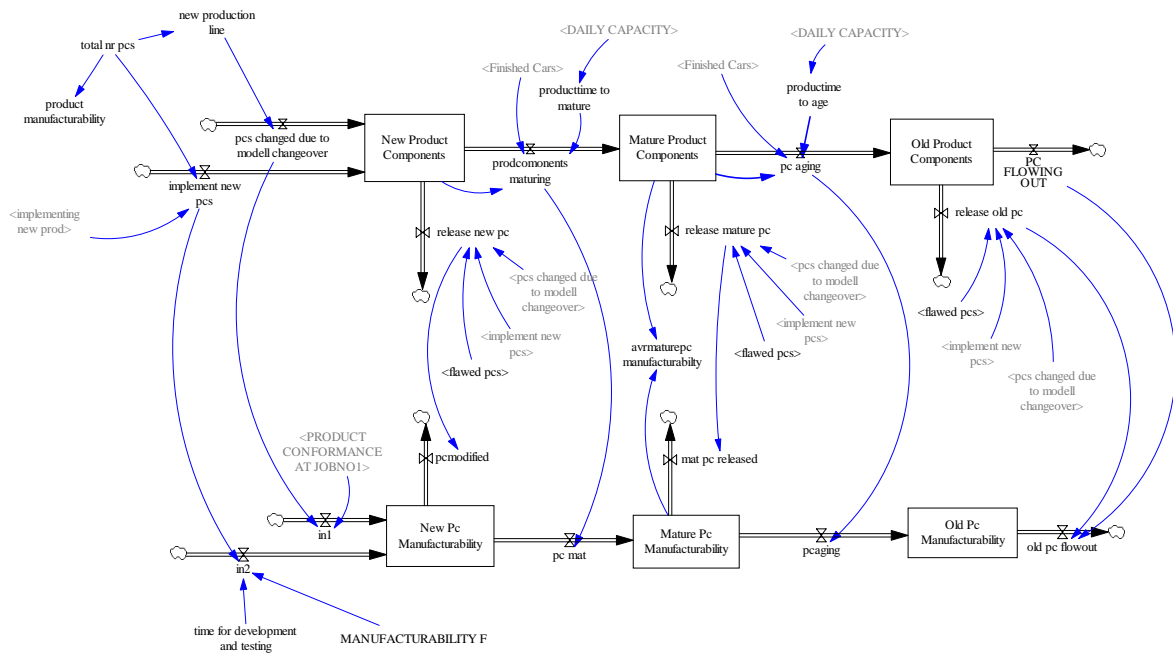 new production
line
total nr pcs
product
manufacturability
<DAILY CAPACITY>
<Finished Cars>
producttime to
mature
<DAILY CAPACITY>
<Finished Cars>
productime
to age
pcs changed due to
modell changeover
New Product
Components
prodcomonents
maturing
Mature Product
Components
pc aging
Old Product
Components
PC
FLOWING
OUT
implement new
pcs
<implementing
new prod>
release new pc
<pcs changed due
to modell
changeover>
<implement new
pcs>
<flawed pcs>
release mature pc
<pcs changed due
to modell
changeover>
<implement new
pcs>
<flawed pcs>
avrmaturepc
manufacturabilty
release old pc
<flawed pcs>
<implement new
pcs>
<pcs changed due
to modell
changeover>
<PRODUCT
CONFORMANCE
AT JOBNO1>
pcmodified
mat pc released
in1
New Pc
Manufacturability
pc mat
Mature Pc
Manufacturability
pcaging
Old Pc
Manufacturability
old pc flowout
in2
time for development
and testing
MANUFACTURABILITY F